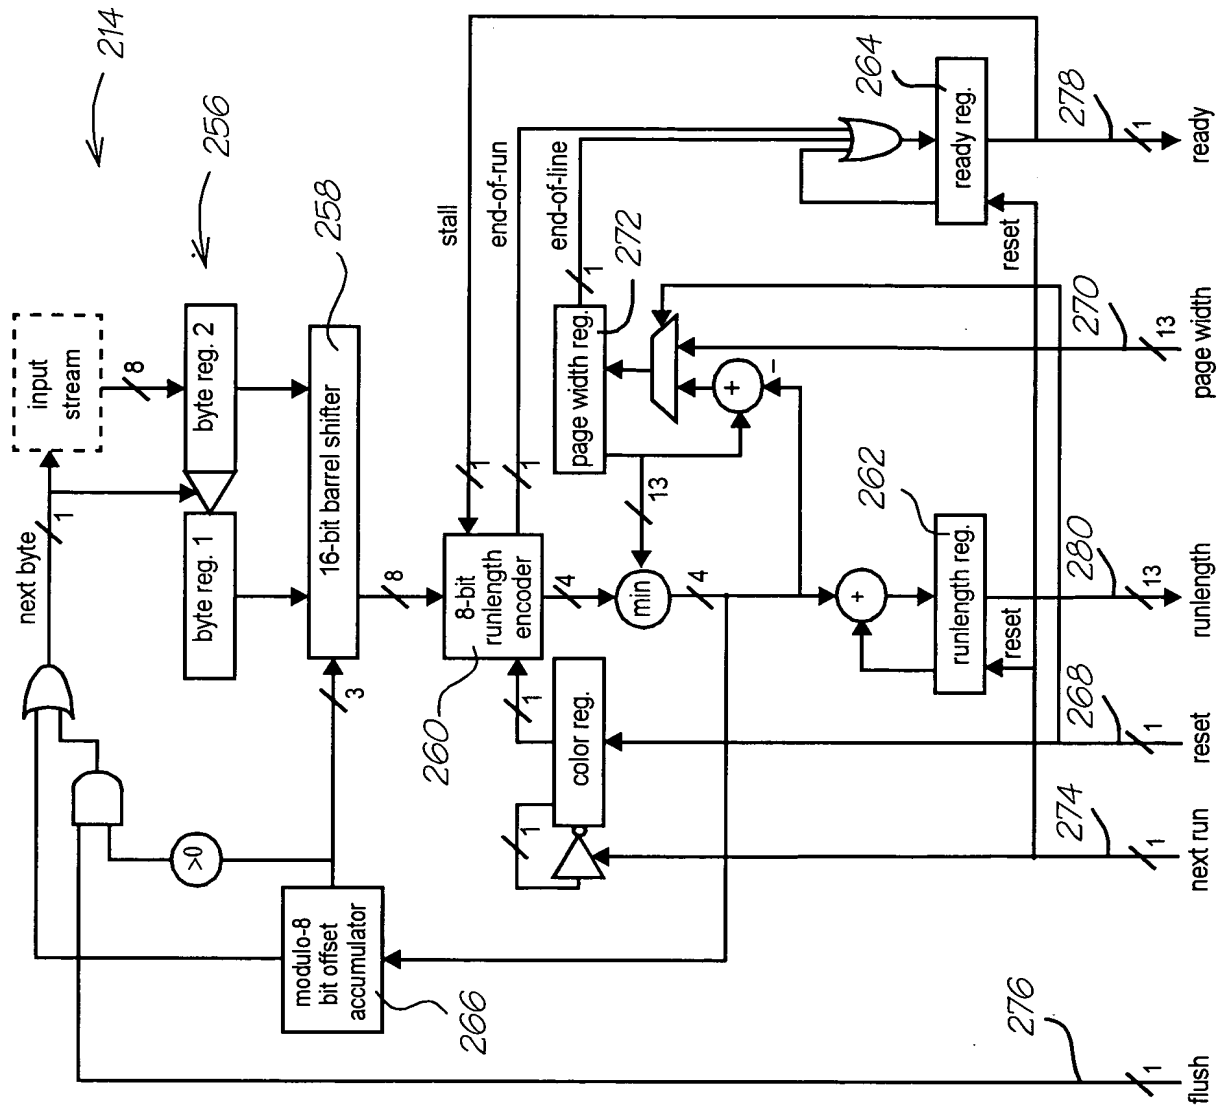 214
256
next byte
1
input
stream
8
byte reg. 1
byte reg. 2
258
16-bit barrel shifter
3
8
>0
modulo-8
bit offset
accumulator
266
stall
1
end-of-run
1
end-of-line
1
260
8-bit
runlength
encoder
4
min
4
13
page width reg.
272
+
–
1
color reg.
1
+
262
runlength reg.
reset
264
ready reg.
reset
276
1
flush
274
1
next run
268
1
reset
280
13
runlength
270
13
page width
278
1
ready